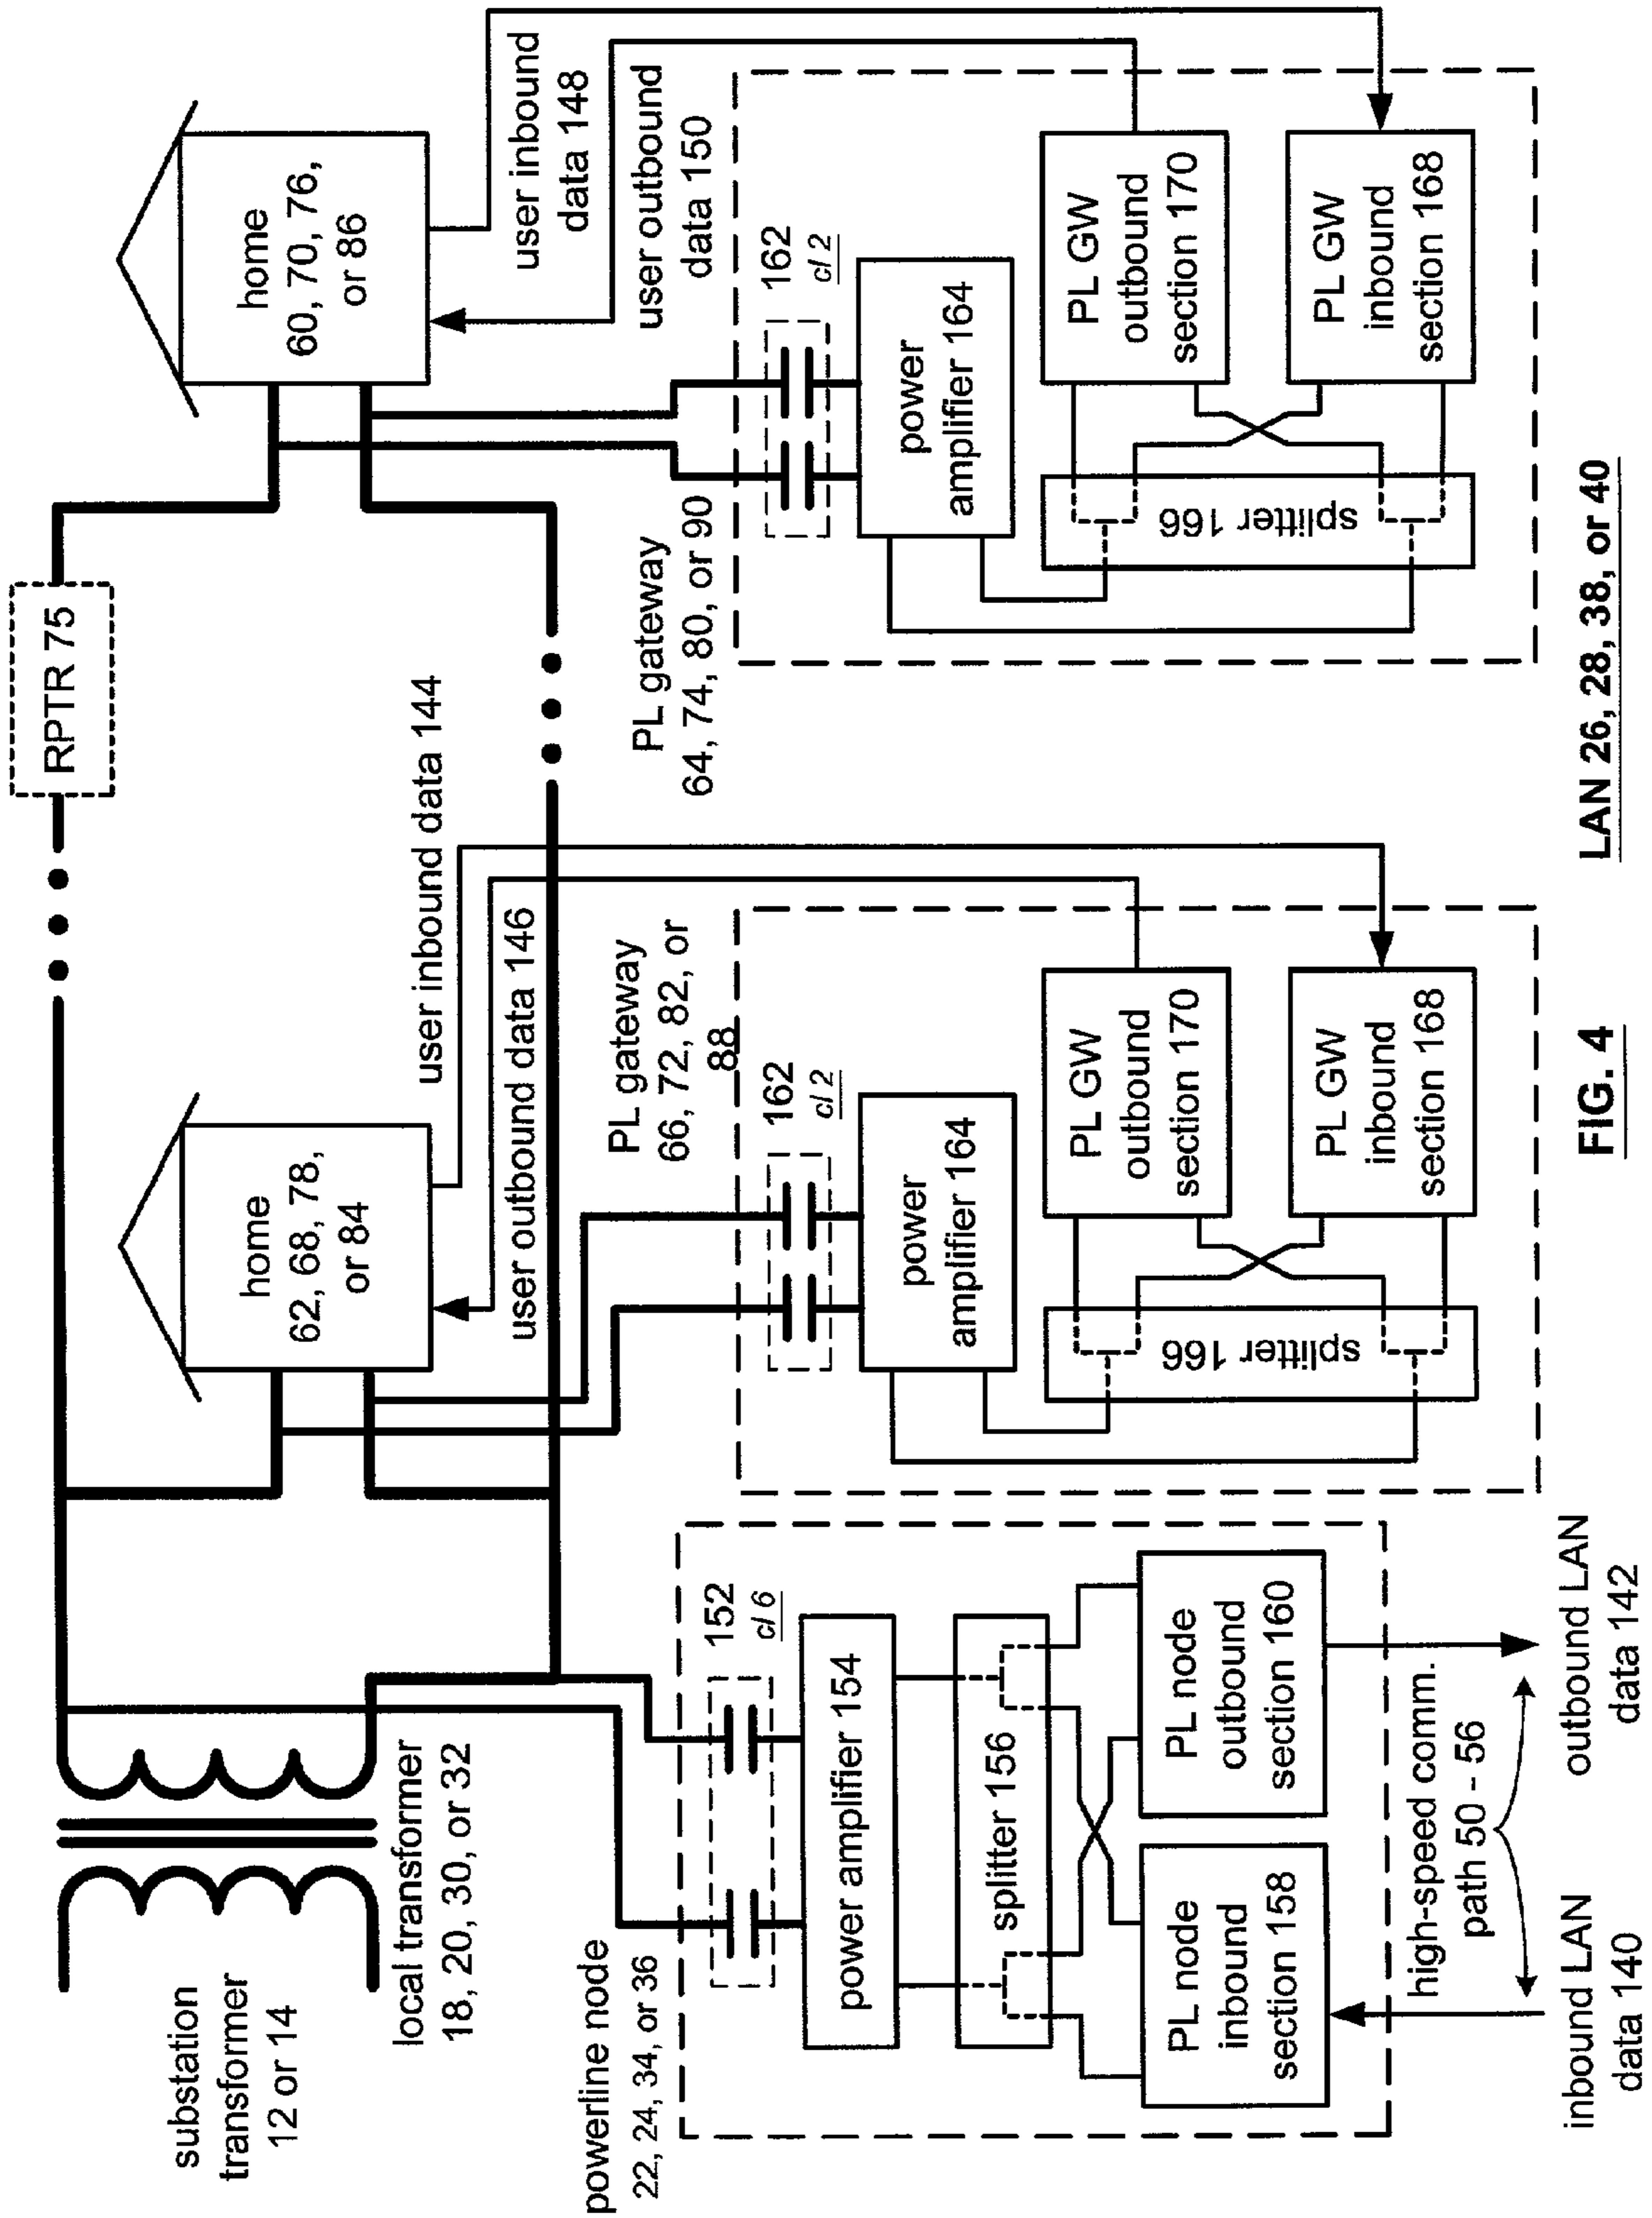 substation
transformer
12 or 14
local transformer
18, 20, 30, or 32
RPTR 75
home
62, 68, 78,
or 84
home
60, 70, 76,
or 86
user inbound data 144
user outbound data 146
user inbound
data 148
user outbound
data 150
powerline node
22, 24, 34, or 36
152
c/ 6
power amplifier 154
splitter 156
PL node
inbound
section 158
PL node
outbound
section 160
high-speed comm.
path 50 - 56
inbound LAN
data 140
outbound LAN
data 142
PL gateway
66, 72, 82, or
88
162
c/ 2
power
amplifier 164
splitter 166
PL GW
outbound
section 170
PL GW
inbound
section 168
PL gateway
64, 74, 80, or 90
162
c/ 2
power
amplifier 164
splitter 166
PL GW
outbound
section 170
PL GW
inbound
section 168
FIG. 4
LAN 26, 28, 38, or 40